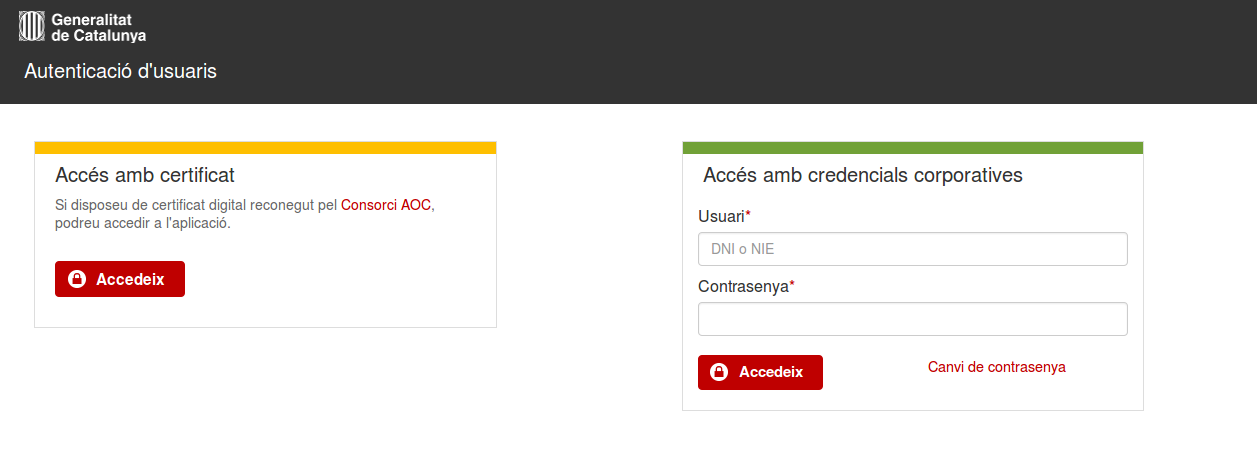 Generalitat
de Catalunya
Autenticació d'usuaris
Accés amb certificat
Si disposeu de certificat digital reconegut pel Consorci AOC,
podreu accedir a l'aplicació.
Accedeix
Accés amb credencials corporatives
Usuari*
DNI o NIE
Contrasenya*
Accedeix
Canvi de contrasenya